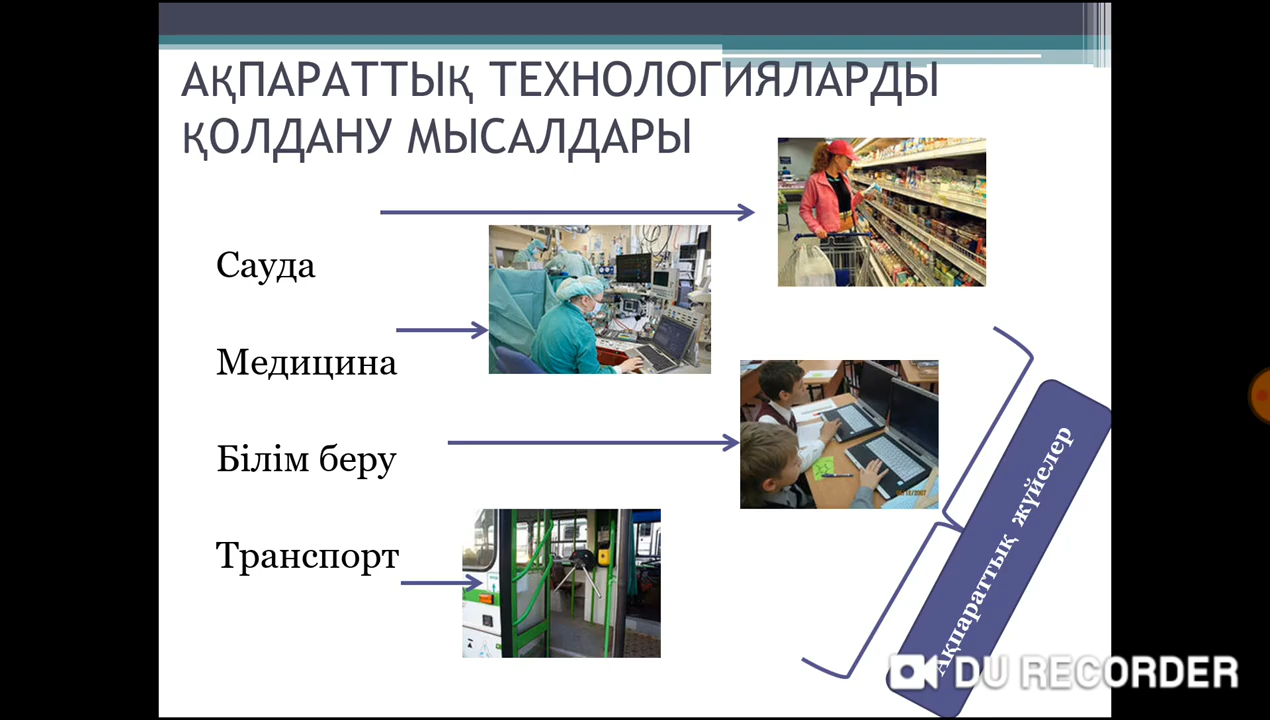 АҚПАРАТТЫҚ ТЕХНОЛОГИЯЛАРДЫ
ҚОЛДАНУ МЫСАЛДАРЫ
Сауда
Медицина
Білім беру
Транспорт
Ақпараттық жүйелер
DU RECORDER